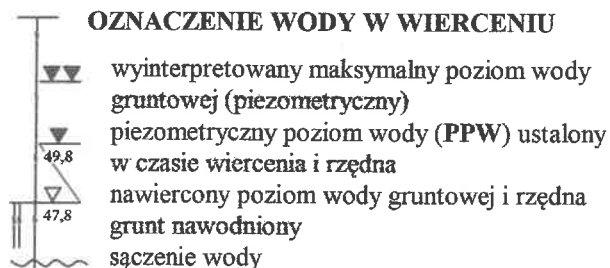 OZNACZENIE WODY W WIERCENIU
wyinterpretowany maksymalny poziom wody
gruntowej (piezometryczny)
piezometryczny poziom wody (PPW) ustalony
49,8
w czasie wiercenia i rzędna
nawiercony poziom wody gruntowej i rzędna
47,8
grunt nawodniony
sączenie wody